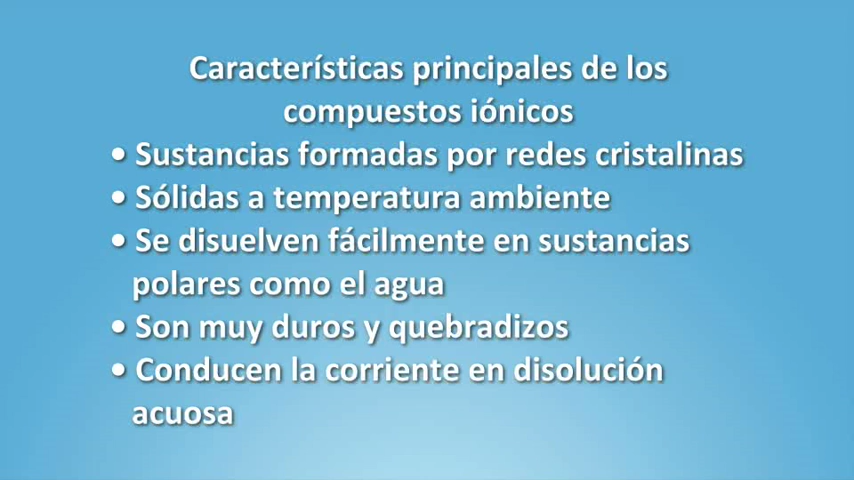 Características principales de los
compuestos iónicos
• Sustancias formadas por redes cristalinas
• Sólidas a temperatura ambiente
• Se disuelven fácilmente en sustancias
polares como el agua
• Son muy duros y quebradizos
• Conducen la corriente en disolución
acuosa